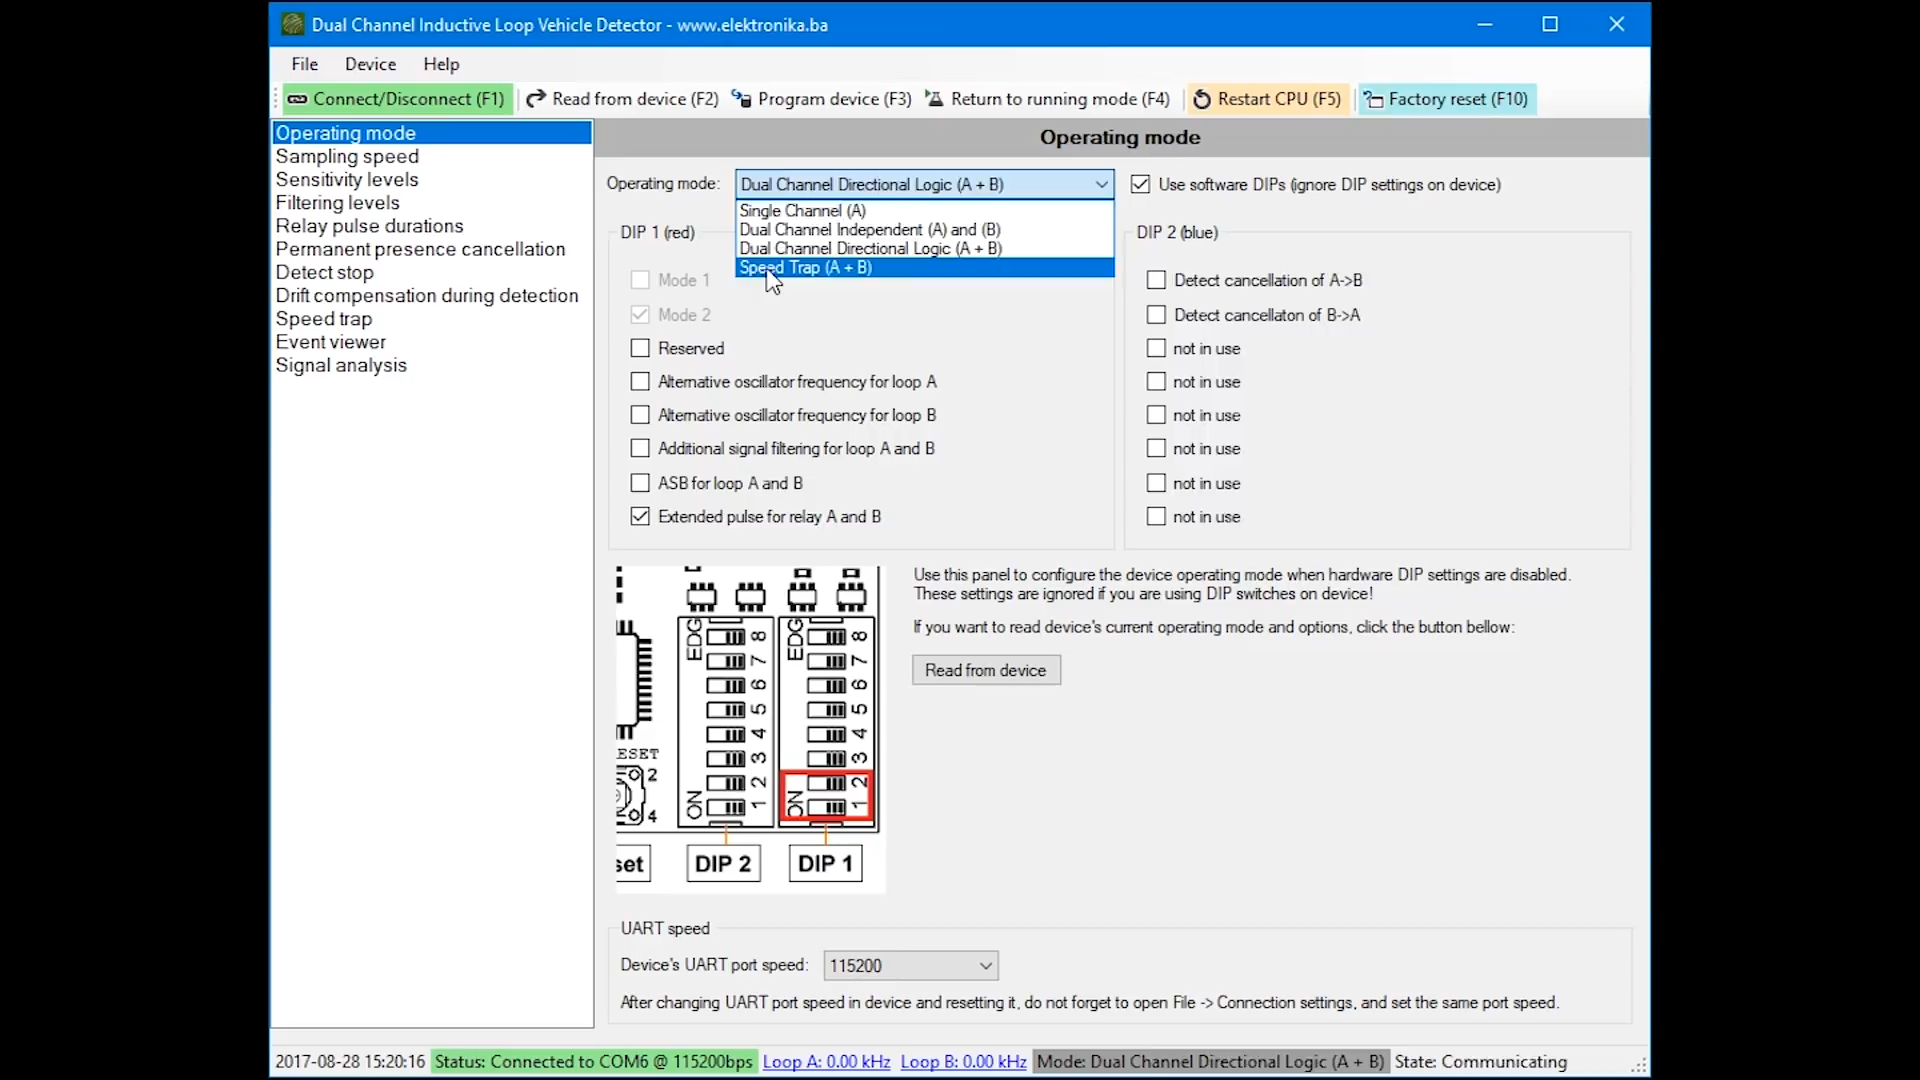 Dual Channel Inductive Loop Vehicle Detector - www.elektronika.ba
File Device Help
Connect/Disconnect (F1) Read from device (F2) Program device (F3) Return to running mode (F4) Restart CPU (F5) Factory reset (F10)
Operating mode
Sampling speed
Sensitivity levels
Filtering levels
Relay pulse durations
Permanent presence cancellation
Detect stop
Drift compensation during detection
Speed trap
Event viewer
Signal analysis
Operating mode
Operating mode: Dual Channel Directional Logic (A + B) Use software DIPs (ignore DIP settings on device)
Single Channel (A)
Dual Channel Independent (A) and (B)
Dual Channel Directional Logic (A + B)
Speed Trap (A + B)
DIP 1 (red)
Mode 1
Mode 2
Reserved
Alternative oscillator frequency for loop A
Alternative oscillator frequency for loop B
Additional signal filtering for loop A and B
ASB for loop A and B
Extended pulse for relay A and B
DIP 2 (blue)
Detect cancellation of A->B
Detect cancellaton of B->A
not in use
not in use
not in use
not in use
not in use
not in use
EDG 8 EDG 8
7 7
6 6
5 5
4 4
3 3
2 2
ON 1 ON 1
ESET
2
4
set DIP 2 DIP 1
Use this panel to configure the device operating mode when hardware DIP settings are disabled.
These settings are ignored if you are using DIP switches on device!
If you want to read device's current operating mode and options, click the button bellow:
Read from device
UART speed
Device's UART port speed: 115200
After changing UART port speed in device and resetting it, do not forget to open File -> Connection settings, and set the same port speed.
2017-08-28 15:20:16 Status: Connected to COM6 @ 115200bps Loop A: 0.00 kHz Loop B: 0.00 kHz Mode: Dual Channel Directional Logic (A + B) State: Communicating